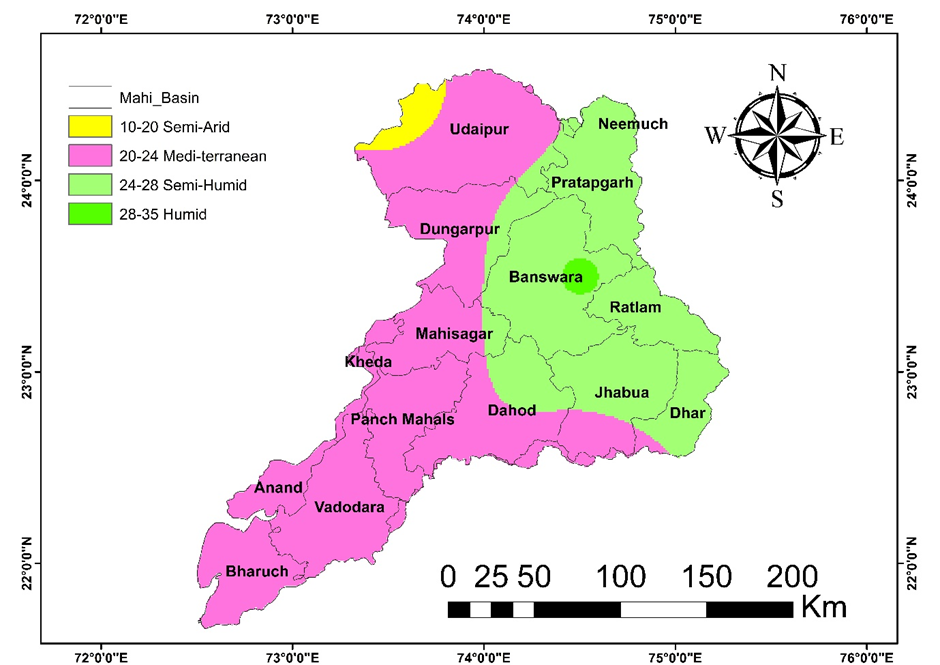 72°0'0"E 73°0'0"E 74°0'0"E 75°0'0"E 76°0'0"E
Mahi_Basin
10-20 Semi-Arid
20-24 Medi-terranean
24-28 Semi-Humid
28-35 Humid
N
W E
S
24°0'0"N 24°0'0"N
23°0'0"N 23°0'0"N
22°0'0"N 22°0'0"N
Udaipur
Neemuch
Pratapgarh
Dungarpur
Banswara
Ratlam
Mahisagar
Kheda
Jhabua
Dahod
Dhar
Panch Mahals
Anand
Vadodara
Bharuch
0 25 50 100 150 200
Km
72°0'0"E 73°0'0"E 74°0'0"E 75°0'0"E 76°0'0"E